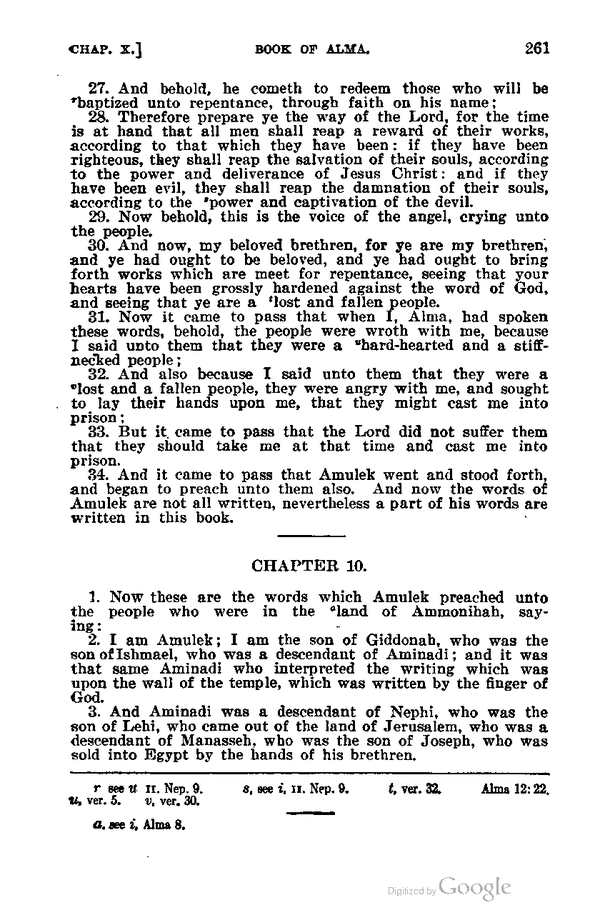 CHAP. X.] BOOK OF ALMA. 261
27. And behold, he cometh to redeem those who will be
ʳbaptized unto repentance, through faith on his name;
28. Therefore prepare ye the way of the Lord, for the time
is at hand that all men shall reap a reward of their works,
according to that which they have been: if they have been
righteous, they shall reap the salvation of their souls, according
to the power and deliverance of Jesus Christ: and if they
have been evil, they shall reap the damnation of their souls,
according to the ˢpower and captivation of the devil.
29. Now behold, this is the voice of the angel, crying unto
the people.
30. And now, my beloved brethren, for ye are my brethren,
and ye had ought to be beloved, and ye had ought to bring
forth works which are meet for repentance, seeing that your
hearts have been grossly hardened against the word of God,
and seeing that ye are a ᵗlost and fallen people.
31. Now it came to pass that when I, Alma, had spoken
these words, behold, the people were wroth with me, because
I said unto them that they were a ᵘhard-hearted and a stiff-
necked people;
32. And also because I said unto them that they were a
ᵛlost and a fallen people, they were angry with me, and sought
to lay their hands upon me, that they might cast me into
prison;
33. But it came to pass that the Lord did not suffer them
that they should take me at that time and cast me into
prison.
34. And it came to pass that Amulek went and stood forth,
and began to preach unto them also. And now the words of
Amulek are not all written, nevertheless a part of his words are
written in this book.
CHAPTER 10.
1. Now these are the words which Amulek preached unto
the people who were in the ᵃland of Ammonihah, say-
ing:
2. I am Amulek; I am the son of Giddonah, who was the
son of Ishmael, who was a descendant of Aminadi; and it was
that same Aminadi who interpreted the writing which was
upon the wall of the temple, which was written by the finger of
God.
3. And Aminadi was a descendant of Nephi, who was the
son of Lehi, who came out of the land of Jerusalem, who was a
descendant of Manasseh, who was the son of Joseph, who was
sold into Egypt by the hands of his brethren.
r see u II. Nep. 9. s, see i, II. Nep. 9. t, ver. 32. Alma 12: 22.
u, ver. 5. v, ver. 30.
a, see i, Alma 8.
Digitized by Google